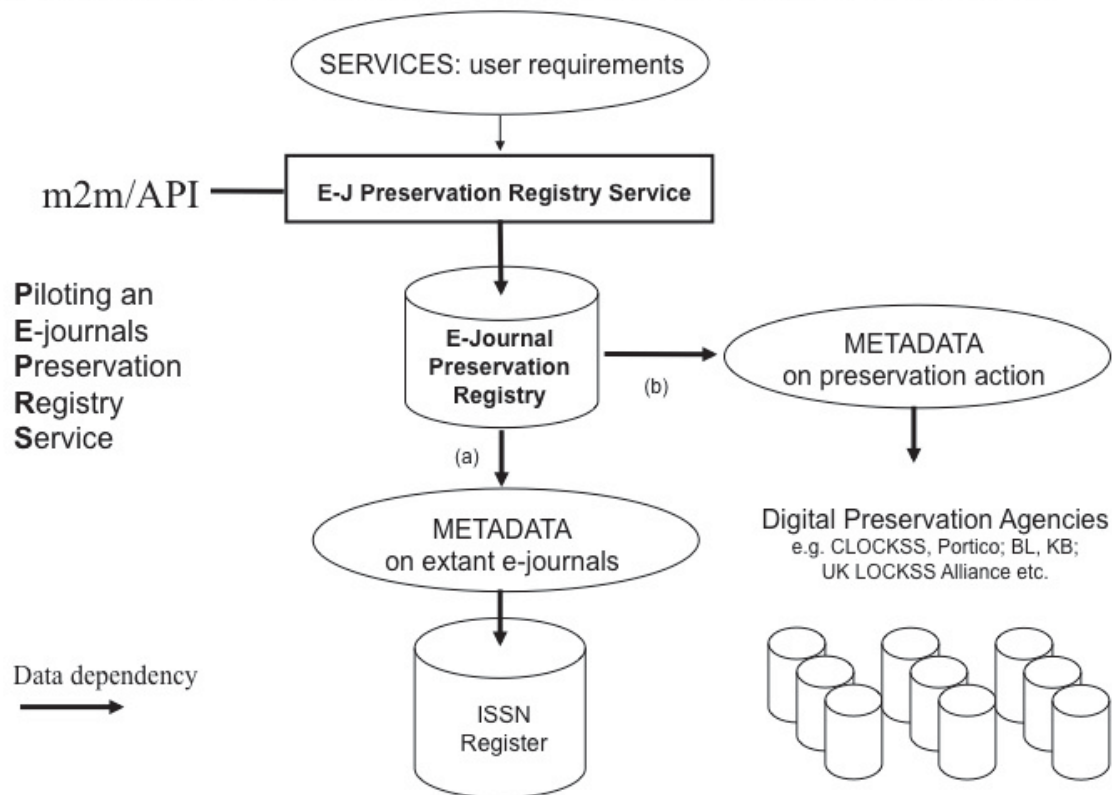 SERVICES: user requirements
m2m/API
E-J Preservation Registry Service
Piloting an
E-journals
Preservation
Registry
Service
E-Journal
Preservation
Registry
(b)
METADATA
on preservation action
(a)
METADATA
on extant e-journals
Digital Preservation Agencies
e.g. CLOCKSS, Portico; BL, KB;
UK LOCKSS Alliance etc.
Data dependency
ISSN
Register